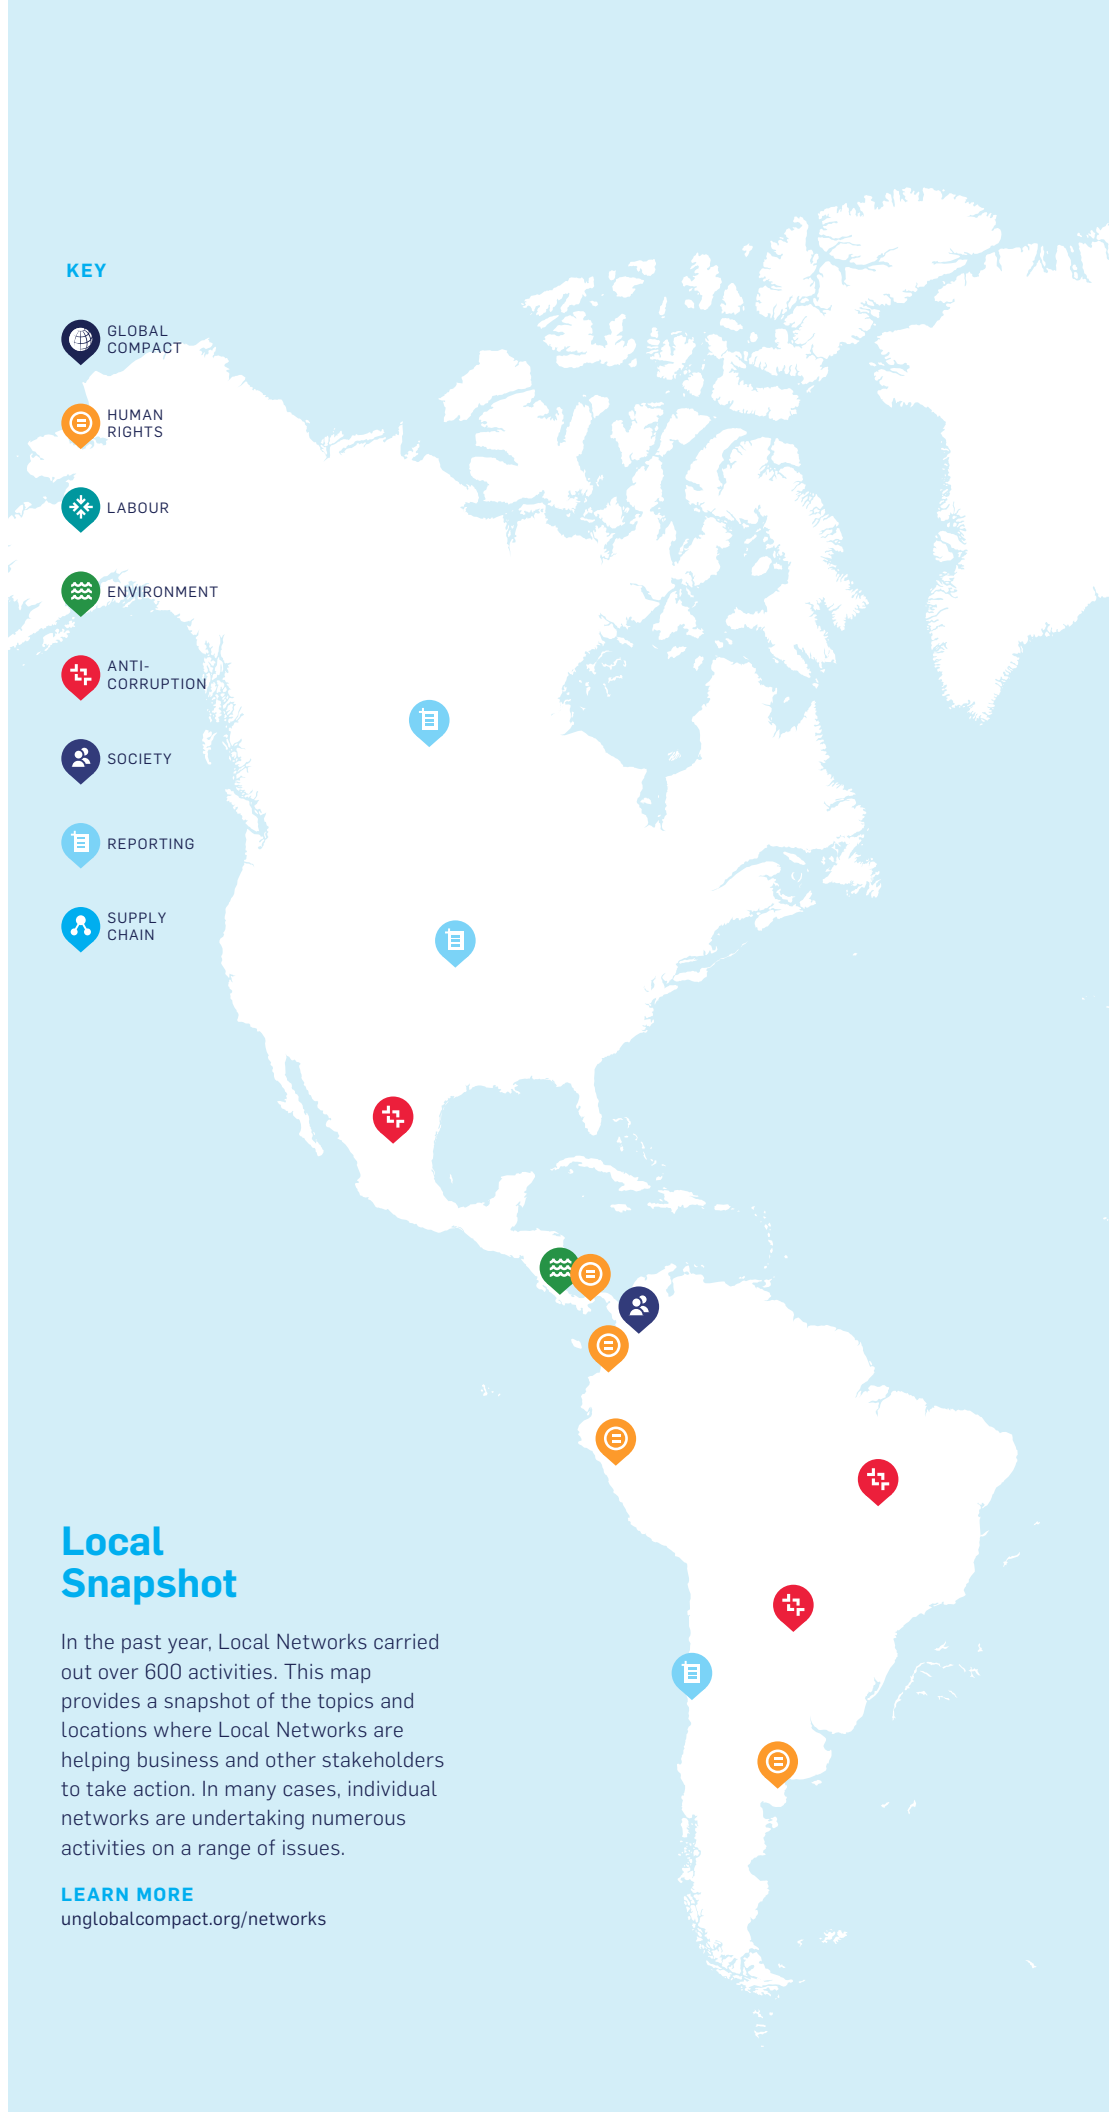 KEY
GLOBAL
COMPACT
HUMAN
RIGHTS
LABOUR
ENVIRONMENT
ANTI-
CORRUPTION
SOCIETY
REPORTING
SUPPLY
CHAIN
Local
Snapshot
In the past year, Local Networks carried
out over 600 activities. This map
provides a snapshot of the topics and
locations where Local Networks are
helping business and other stakeholders
to take action. In many cases, individual
networks are undertaking numerous
activities on a range of issues.
LEARN MORE
unglobalcompact.org/networks